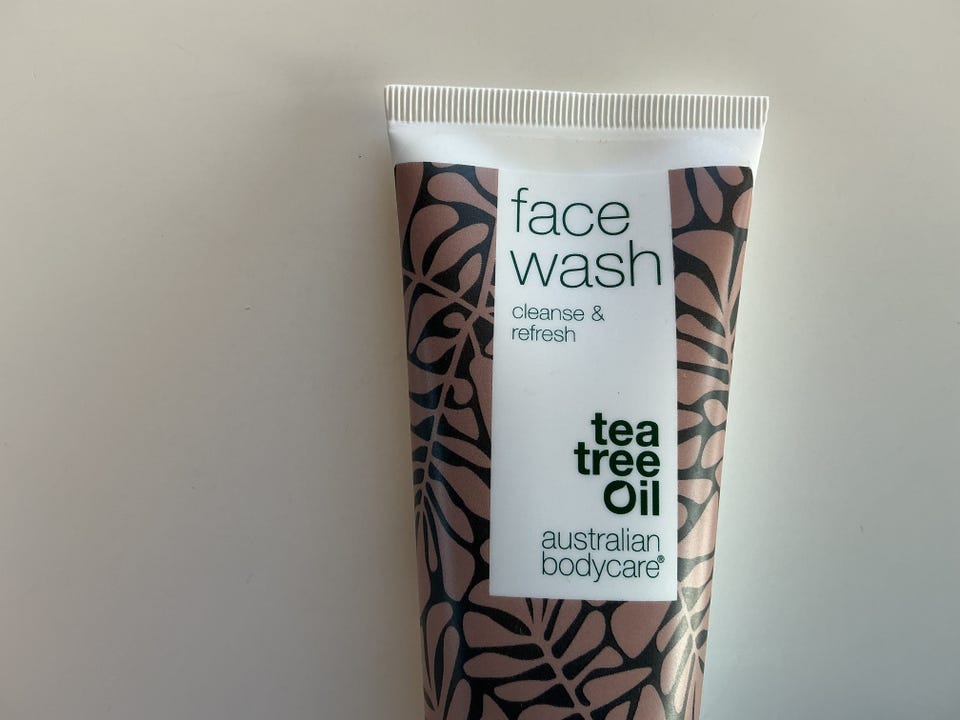 face
wash
cleanse &
refresh
tea
tree
Oil
australian
bodycare®